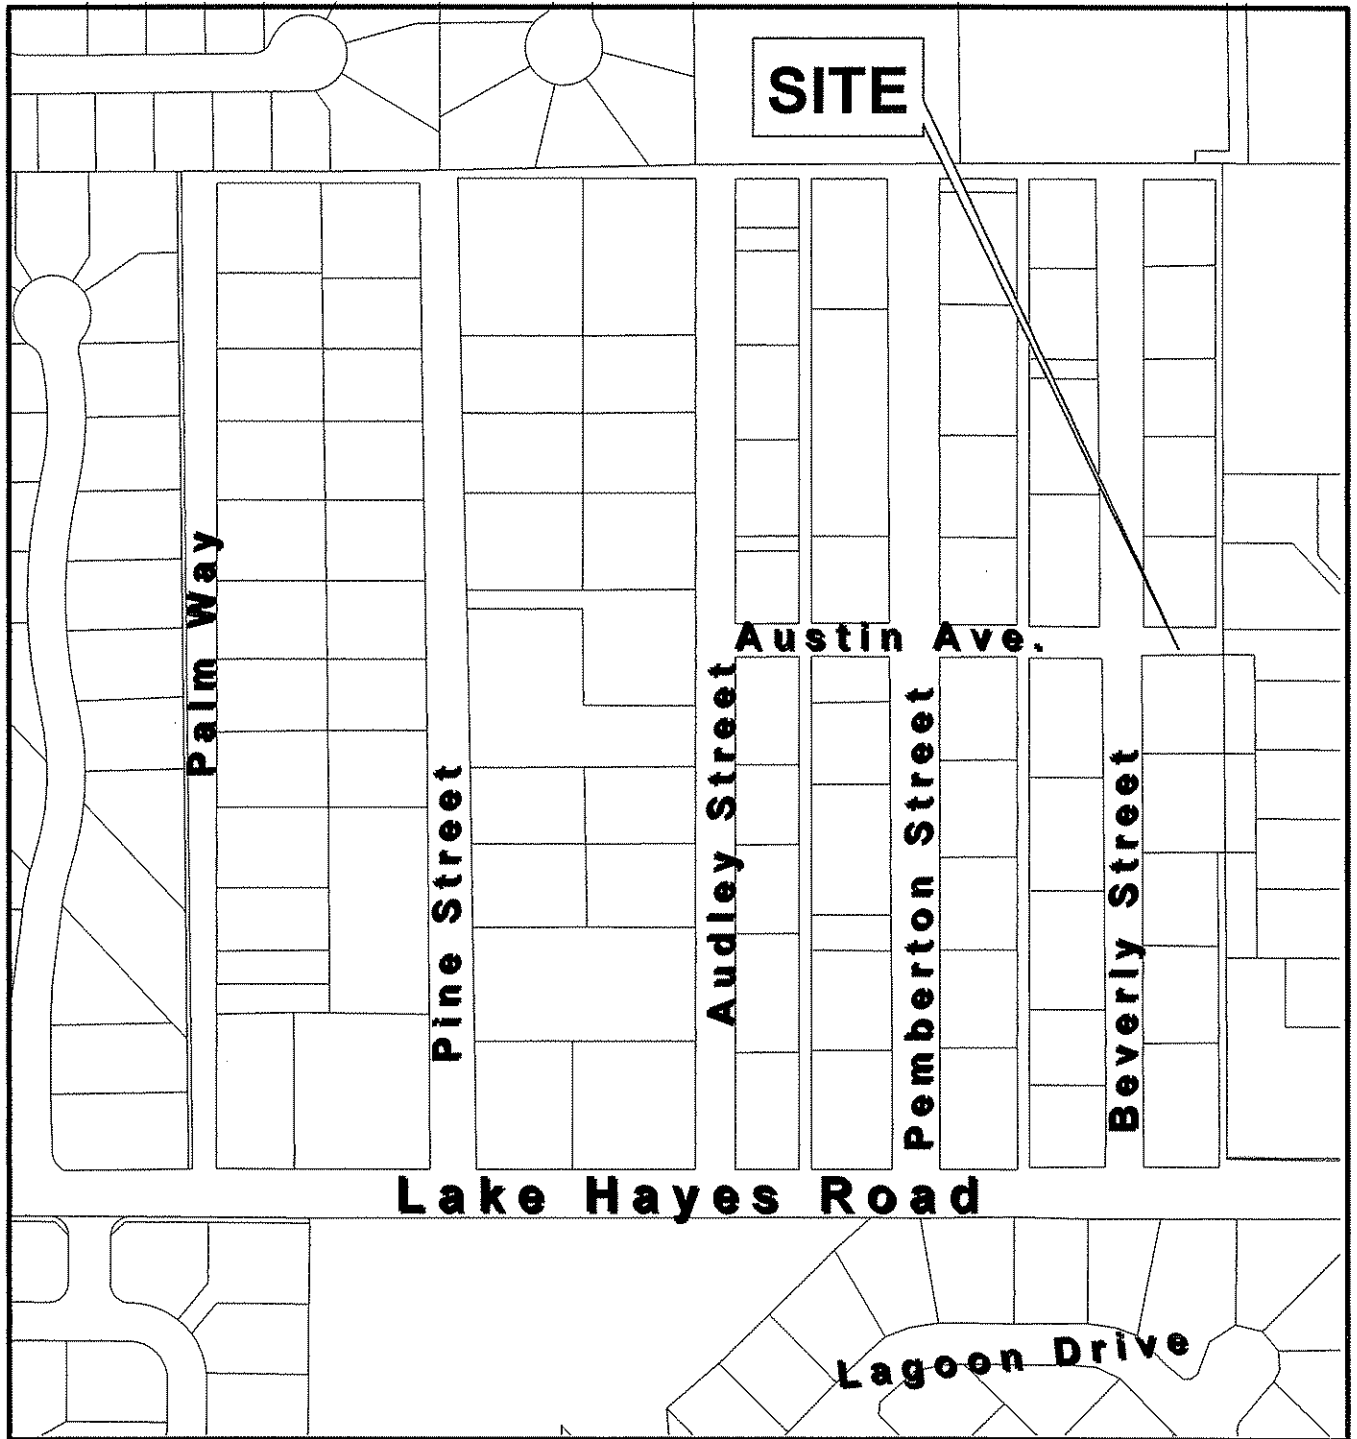 SITE
Austin Ave.
Palm Way
Pine Street
Audley Street
Pemberton Street
Beverly Street
Lake Hayes Road
Lagoon Drive